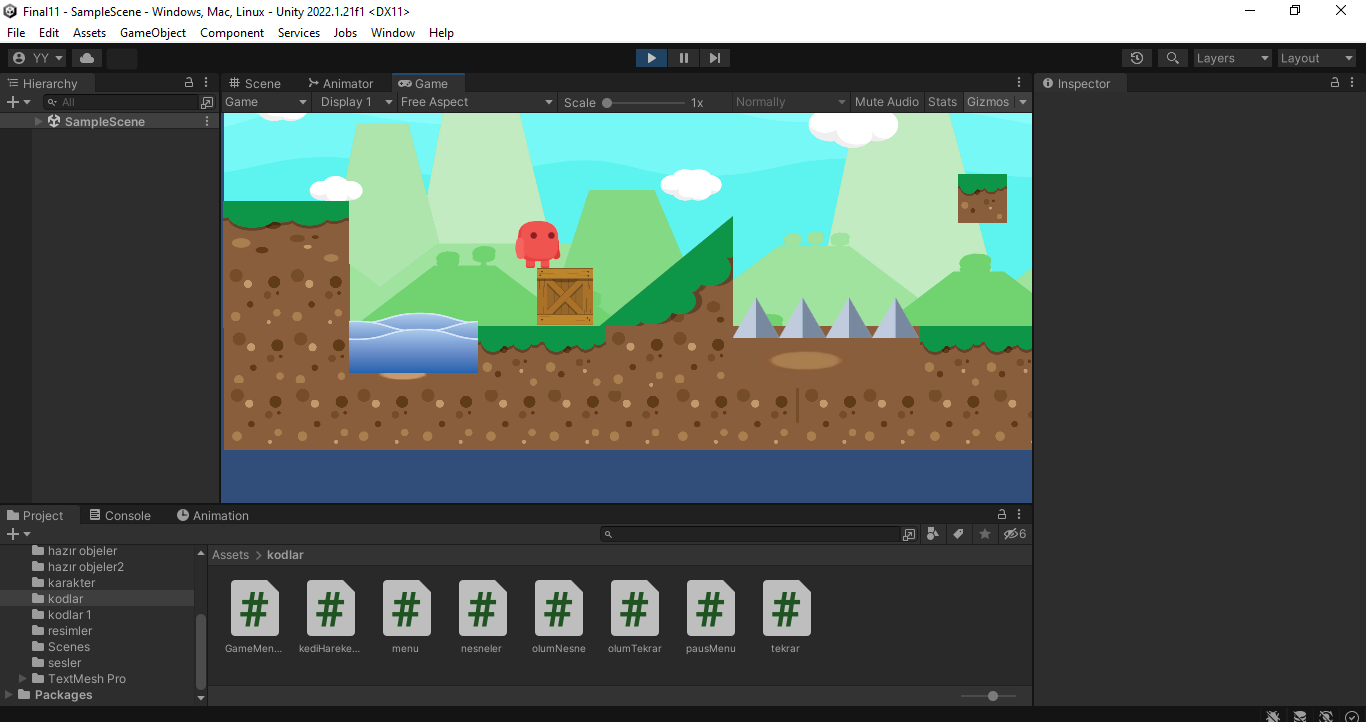 Final11 - SampleScene - Windows, Mac, Linux - Unity 2022.1.21f1 <DX11>
File Edit Assets GameObject Component Services Jobs Window Help
YY Layers Layout
Hierarchy Scene Animator Game Inspector
All Game Display 1 Free Aspect Scale 1x Normally Mute Audio Stats Gizmos
SampleScene
Project Console Animation
6
hazır objeler
hazır objeler2
karakter
kodlar
kodlar 1
resimler
Scenes
sesler
TextMesh Pro
Packages
Assets > kodlar
GameMen... kediHareke... menu nesneler olumNesne olumTekrar pausMenu tekrar